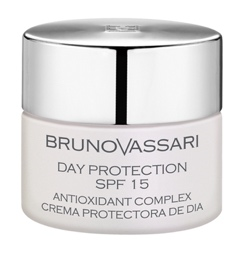 BRUNOVASSARI
DAY PROTECTION
SPF 15
ANTIOXIDANT COMPLEX
CREMA PROTECTORA DE DIA